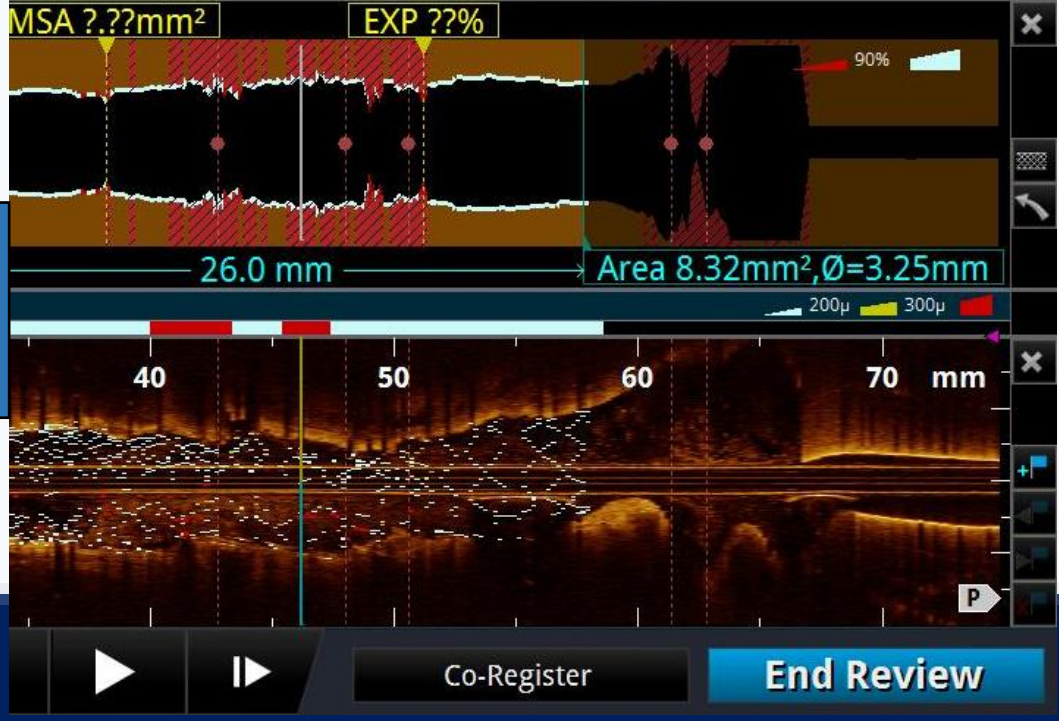 MSA ?.??mm²
EXP ??%
90%
26.0 mm
Area 8.32mm²,Ø=3.25mm
200µ
300µ
40 50 60 70 mm
P
Co-Register
End Review